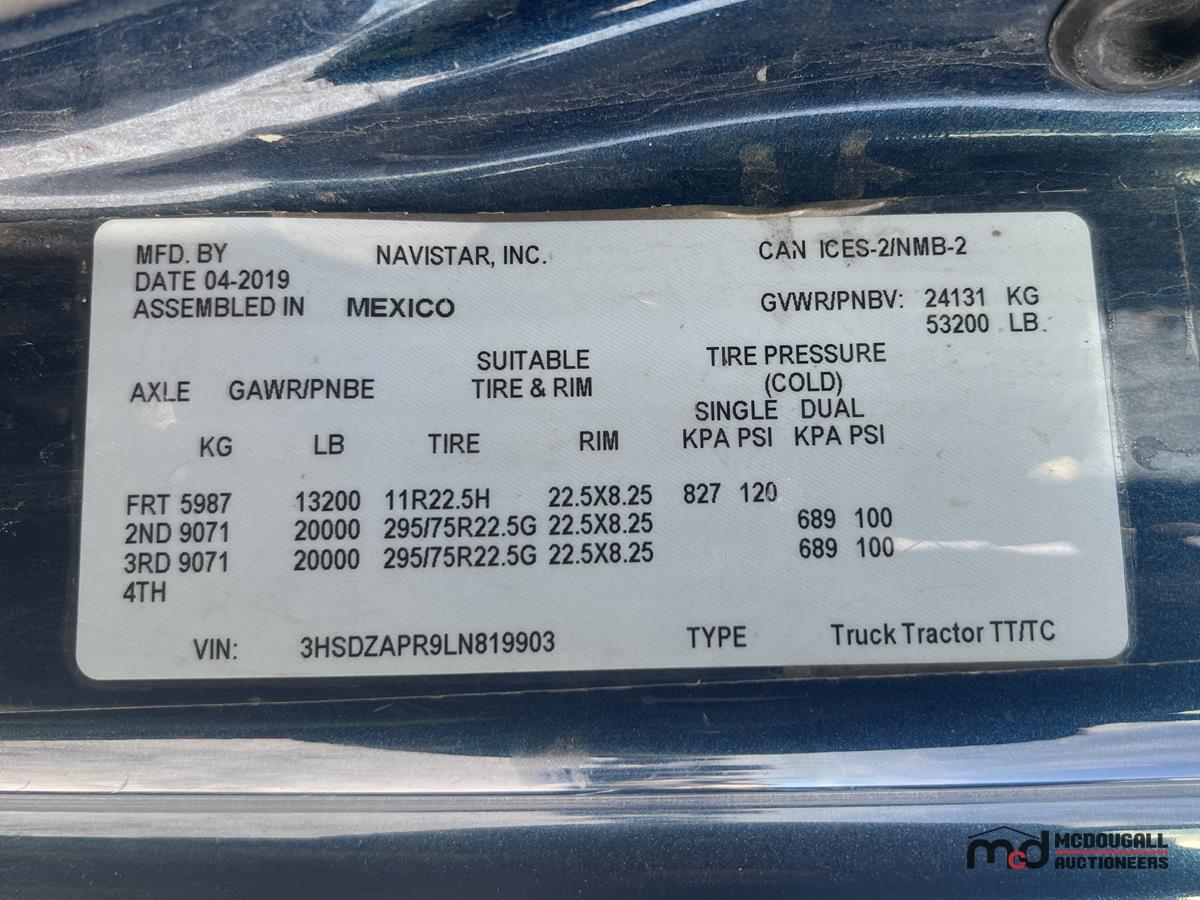 MFD. BY NAVISTAR, INC. CAN ICES-2/NMB-2
DATE 04-2019
ASSEMBLED IN MEXICO GVWR/PNBV: 24131 KG
53200 LB.
SUITABLE TIRE PRESSURE
AXLE GAWR/PNBE TIRE & RIM (COLD)
SINGLE DUAL
KG LB TIRE RIM KPA PSI KPA PSI
FRT 5987 13200 11R22.5H 22.5X8.25 827 120
2ND 9071 20000 295/75R22.5G 22.5X8.25 689 100
3RD 9071 20000 295/75R22.5G 22.5X8.25 689 100
4TH
VIN: 3HSDZAPR9LN819903 TYPE Truck Tractor TT/TC
mcd MCDOUGALL
AUCTIONEERS